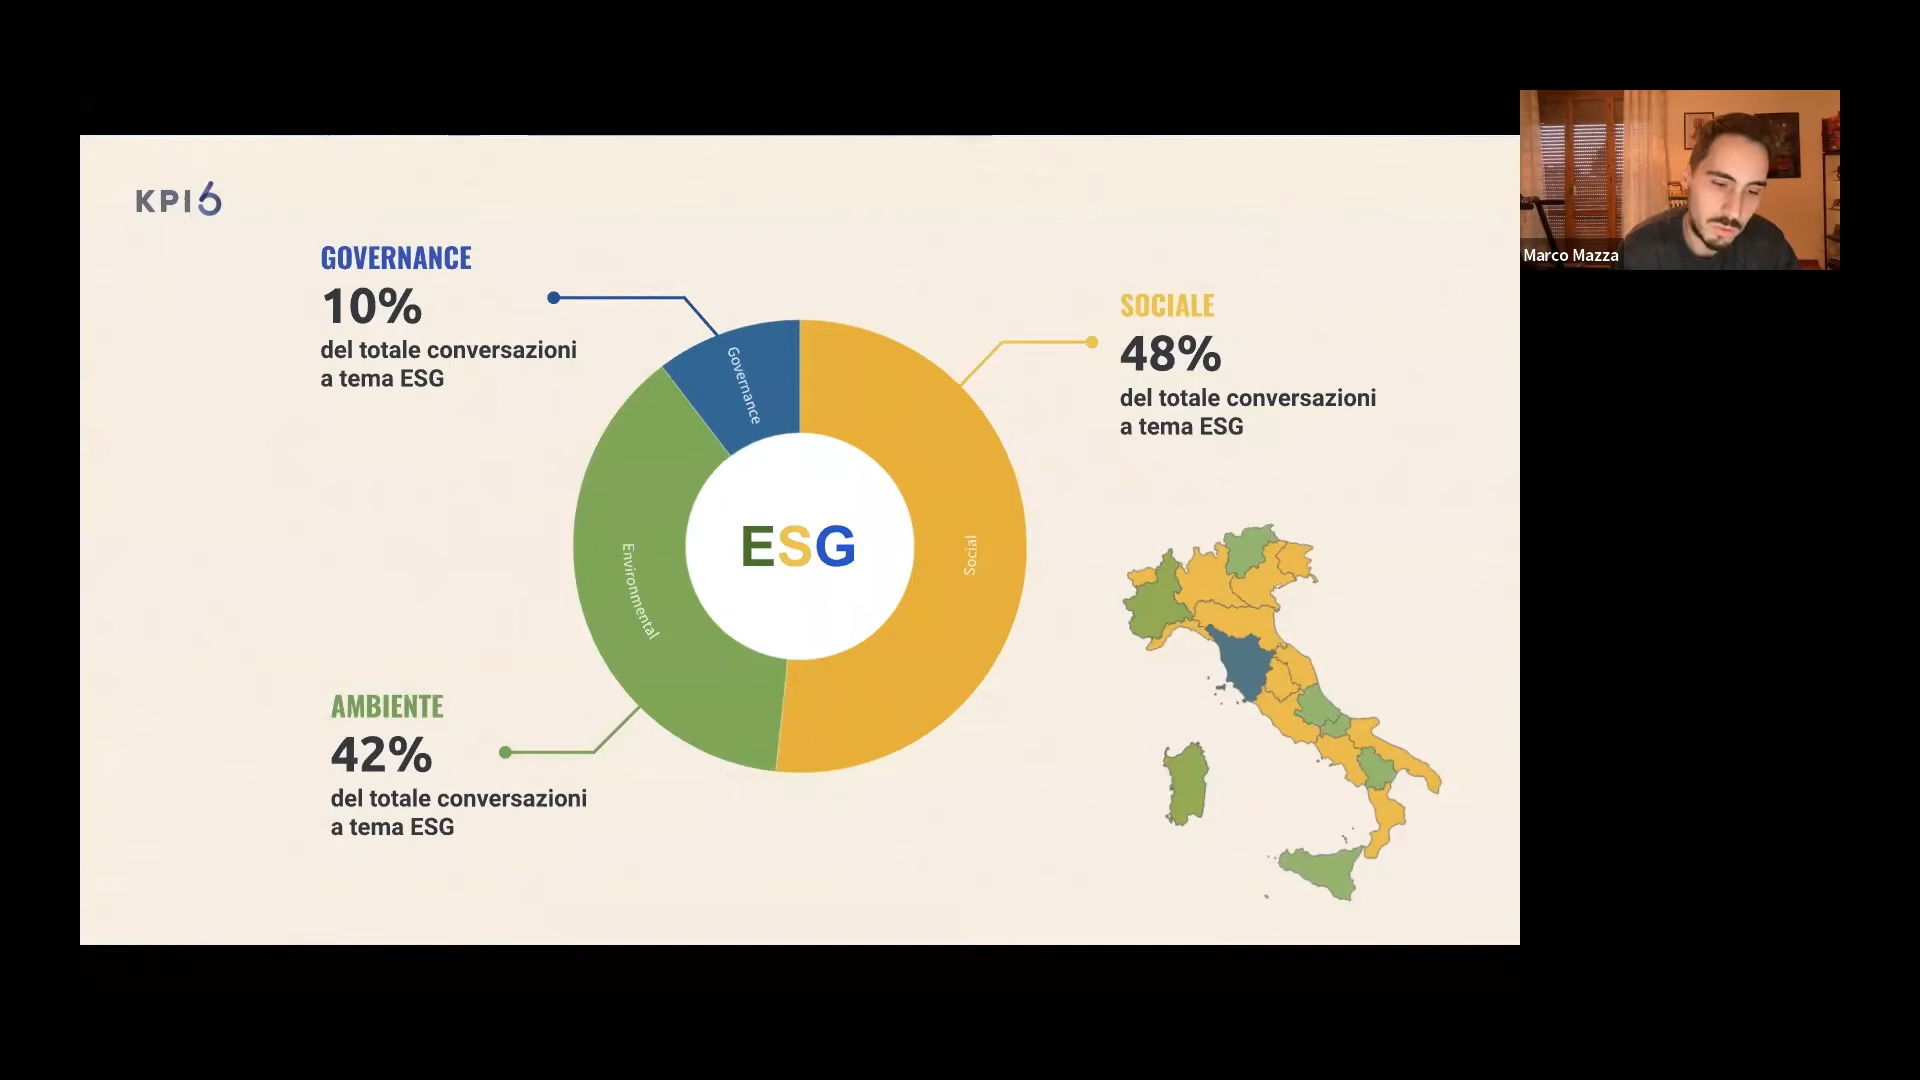 KPI6
GOVERNANCE
10%
del totale conversazioni
a tema ESG
SOCIALE
48%
del totale conversazioni
a tema ESG
AMBIENTE
42%
del totale conversazioni
a tema ESG
Governance
Social
Environmental
ESG
Marco Mazza